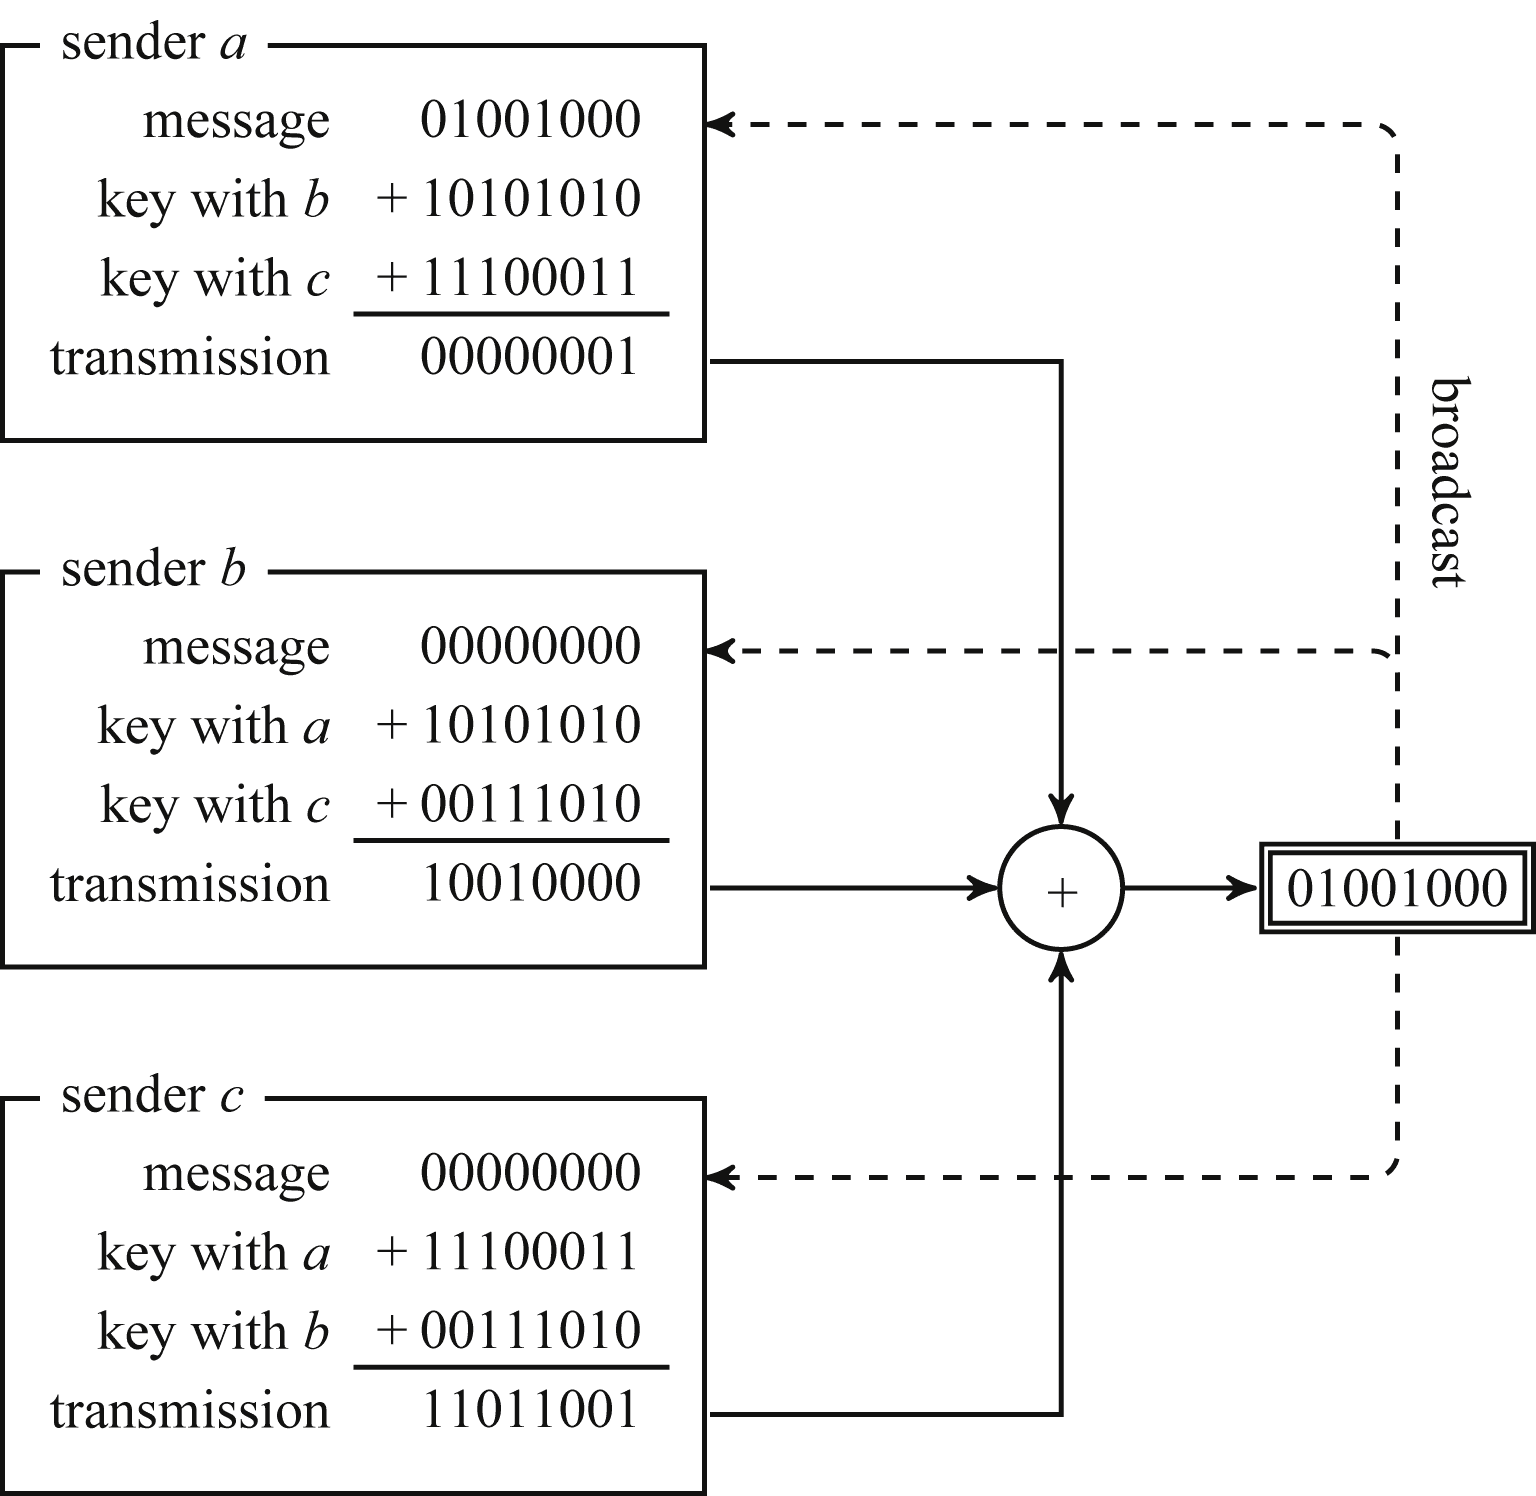 sender a
message 01001000
key with b + 10101010
key with c + 11100011
transmission 00000001
broadcast
sender b
message 00000000
key with a + 10101010
key with c + 00111010
transmission 10010000
+
01001000
sender c
message 00000000
key with a + 11100011
key with b + 00111010
transmission 11011001